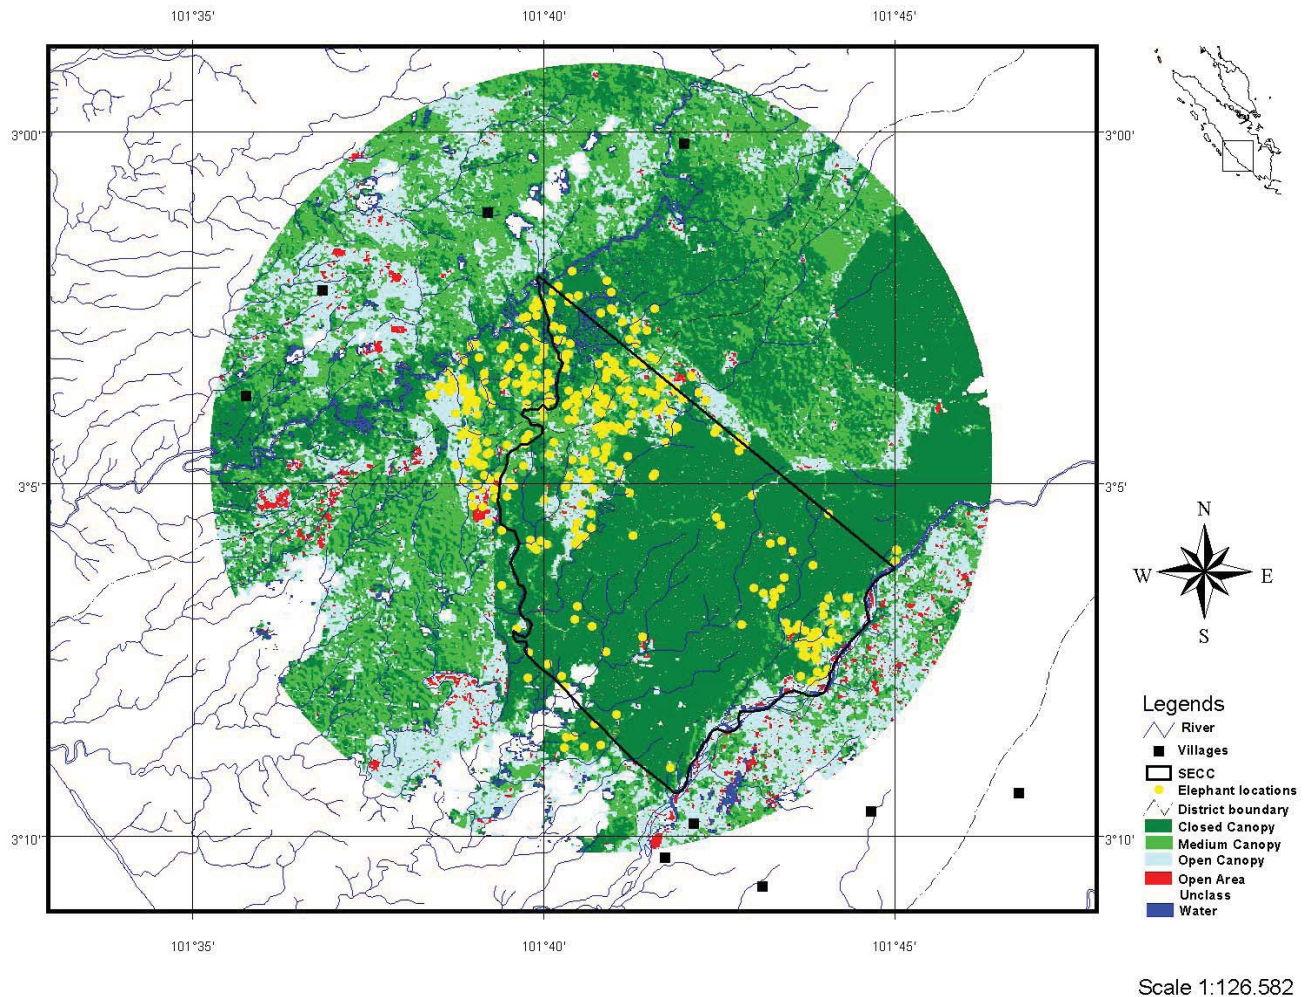 101°35' 101°40' 101°45'
3°00' 3°00'
3°5' 3°5'
N
W E
S
3°10' 3°10'
Legends
River
Villages
SECC
Elephant locations
District boundary
Closed Canopy
Medium Canopy
Open Canopy
Open Area
Unclass
Water
101°35' 101°40' 101°45'
Scale 1:126.582